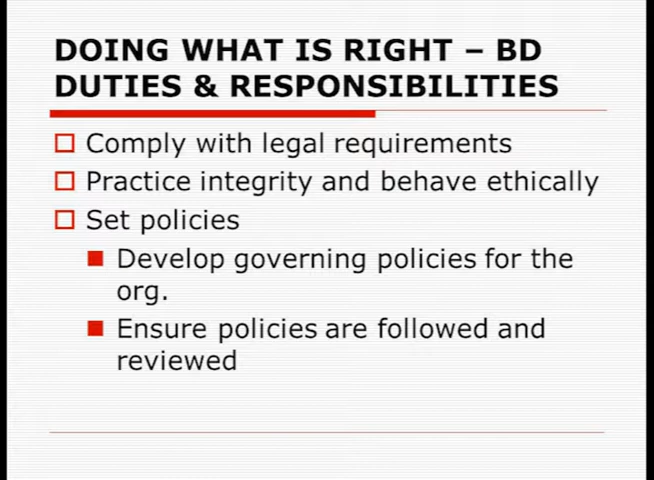 DOING WHAT IS RIGHT – BD
DUTIES & RESPONSIBILITIES
Comply with legal requirements
Practice integrity and behave ethically
Set policies
Develop governing policies for the
org.
Ensure policies are followed and
reviewed